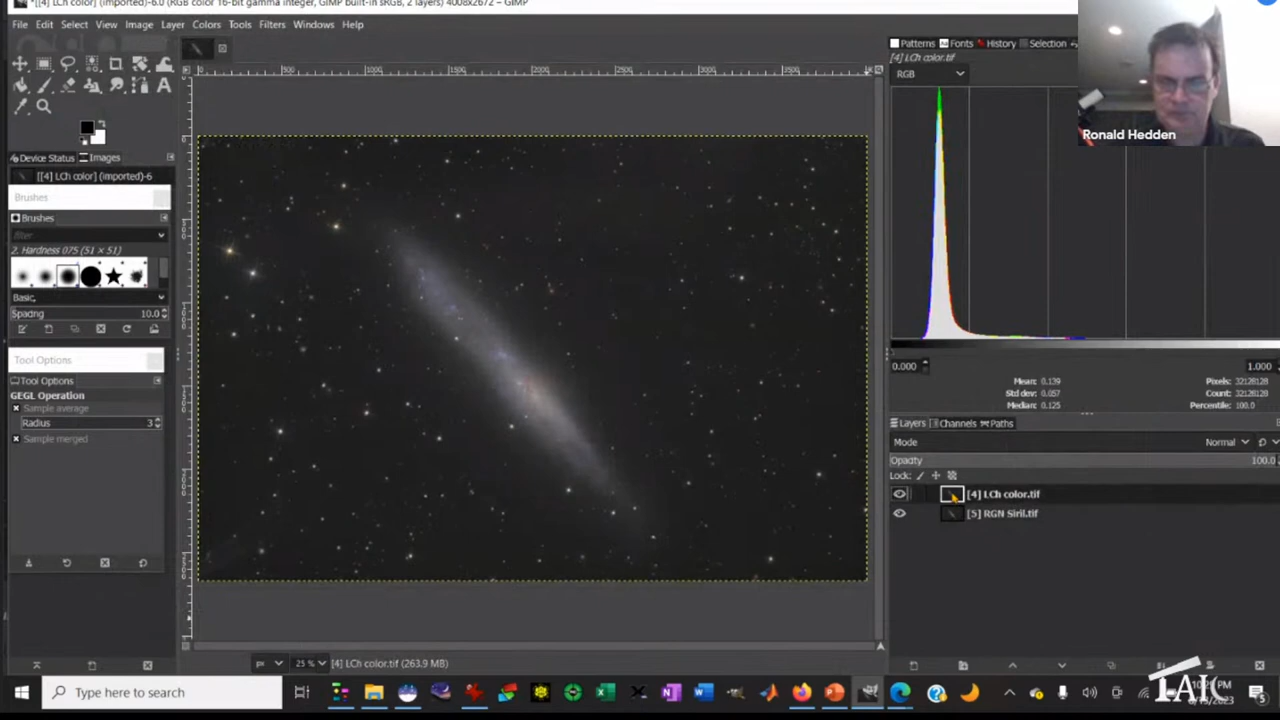 [[4] LCh color] (imported)-6.0 (RGB color 16-bit gamma integer, GIMP built-in sRGB, 2 layers) 4008x2672 – GIMP
File Edit Select View Image Layer Colors Tools Filters Windows Help
Patterns Fonts History Selection
[4] LCh color.tif
RGB
Ronald Hedden
Device Status Images
[[4] LCh color] (imported)-6
Brushes
Brushes
filter
2. Hardness 075 (51 × 51)
Basic,
Spacing 10.0
Tool Options
Tool Options
GEGL Operation
Sample average
Radius 3
Sample merged
0.000 1.000
Mean: 0.139 Pixels: 32128128
Std dev: 0.057 Count: 32128128
Median: 0.125 Percentile: 100.0
Layers Channels Paths
Mode Normal
Opacity 100.0
Lock:
[4] LCh color.tif
[5] RGN Siril.tif
px 25 % [4] LCh color.tif (263.9 MB)
Type here to search
TAIC